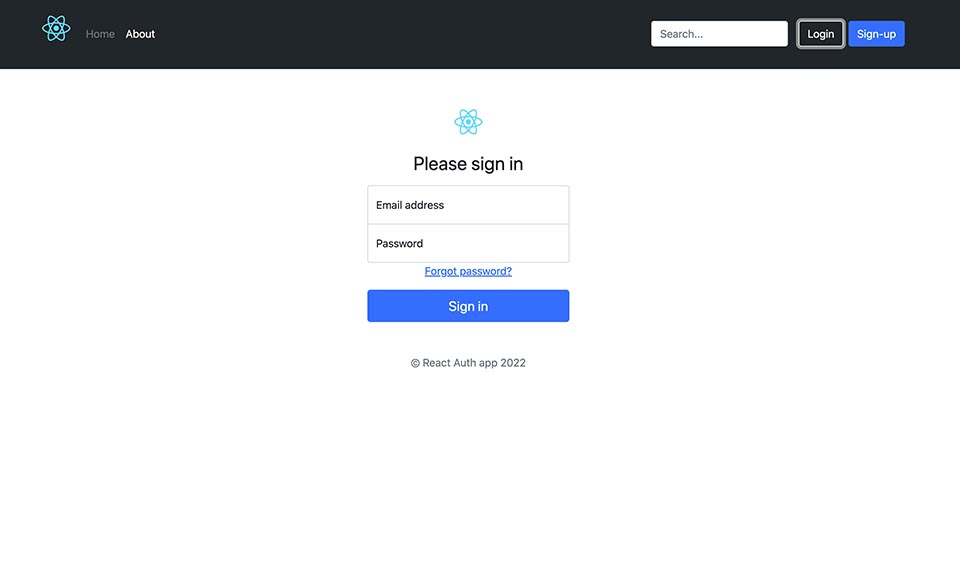 Home About Search... Login Sign-up
Please sign in
Email address
Password
Forgot password?
Sign in
© React Auth app 2022